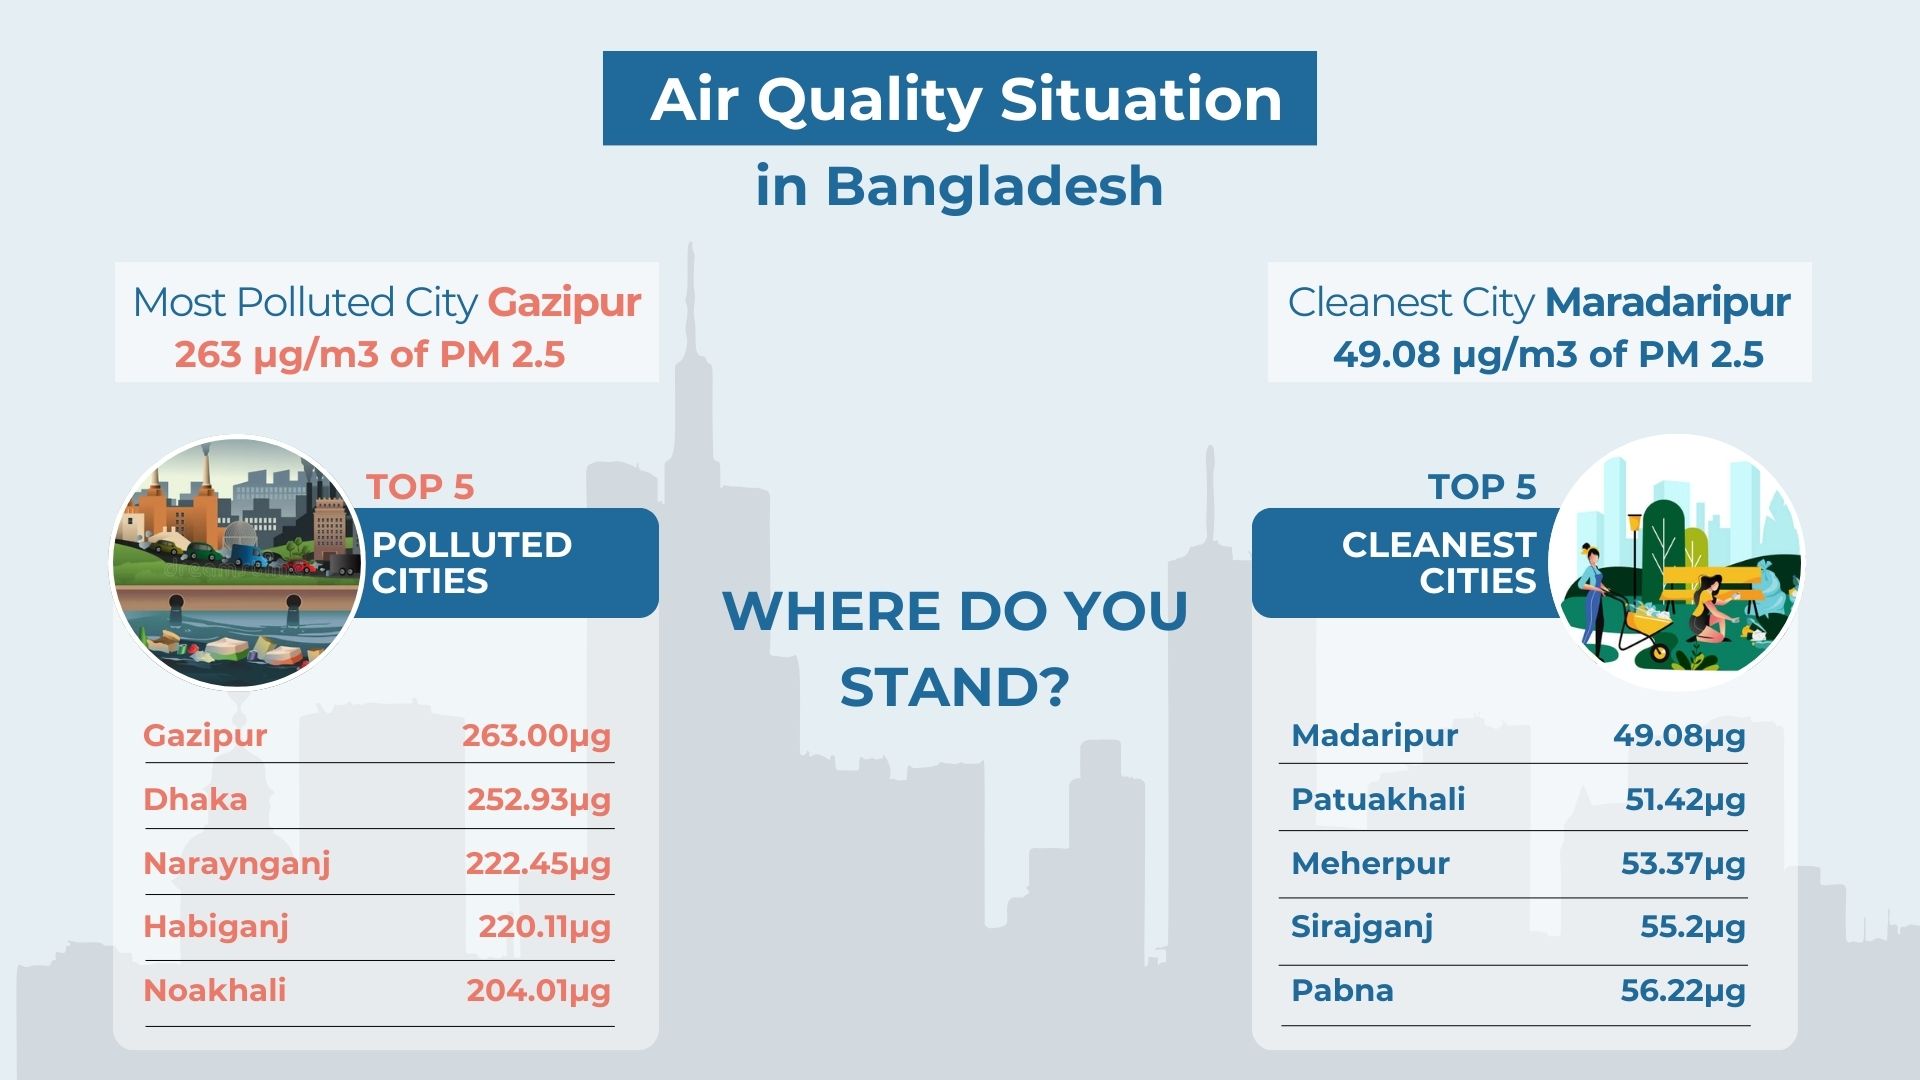 Air Quality Situation
in Bangladesh
Most Polluted City Gazipur
263 µg/m3 of PM 2.5
Cleanest City Maradaripur
49.08 µg/m3 of PM 2.5
TOP 5
POLLUTED
CITIES
Gazipur 263.00µg
Dhaka 252.93µg
Naraynganj 222.45µg
Habiganj 220.11µg
Noakhali 204.01µg
WHERE DO YOU
STAND?
TOP 5
CLEANEST
CITIES
Madaripur 49.08µg
Patuakhali 51.42µg
Meherpur 53.37µg
Sirajganj 55.2µg
Pabna 56.22µg